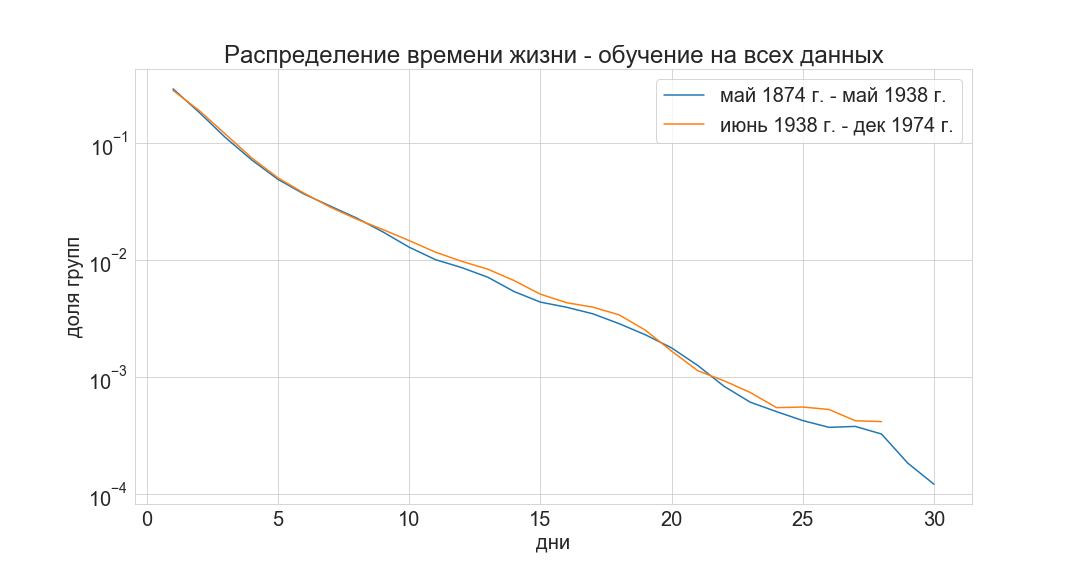 Распределение времени жизни - обучение на всех данных
май 1874 г. - май 1938 г.
июнь 1938 г. - дек 1974 г.
доля групп
10⁻¹
10⁻²
10⁻³
10⁻⁴
0 5 10 15 20 25 30
дни